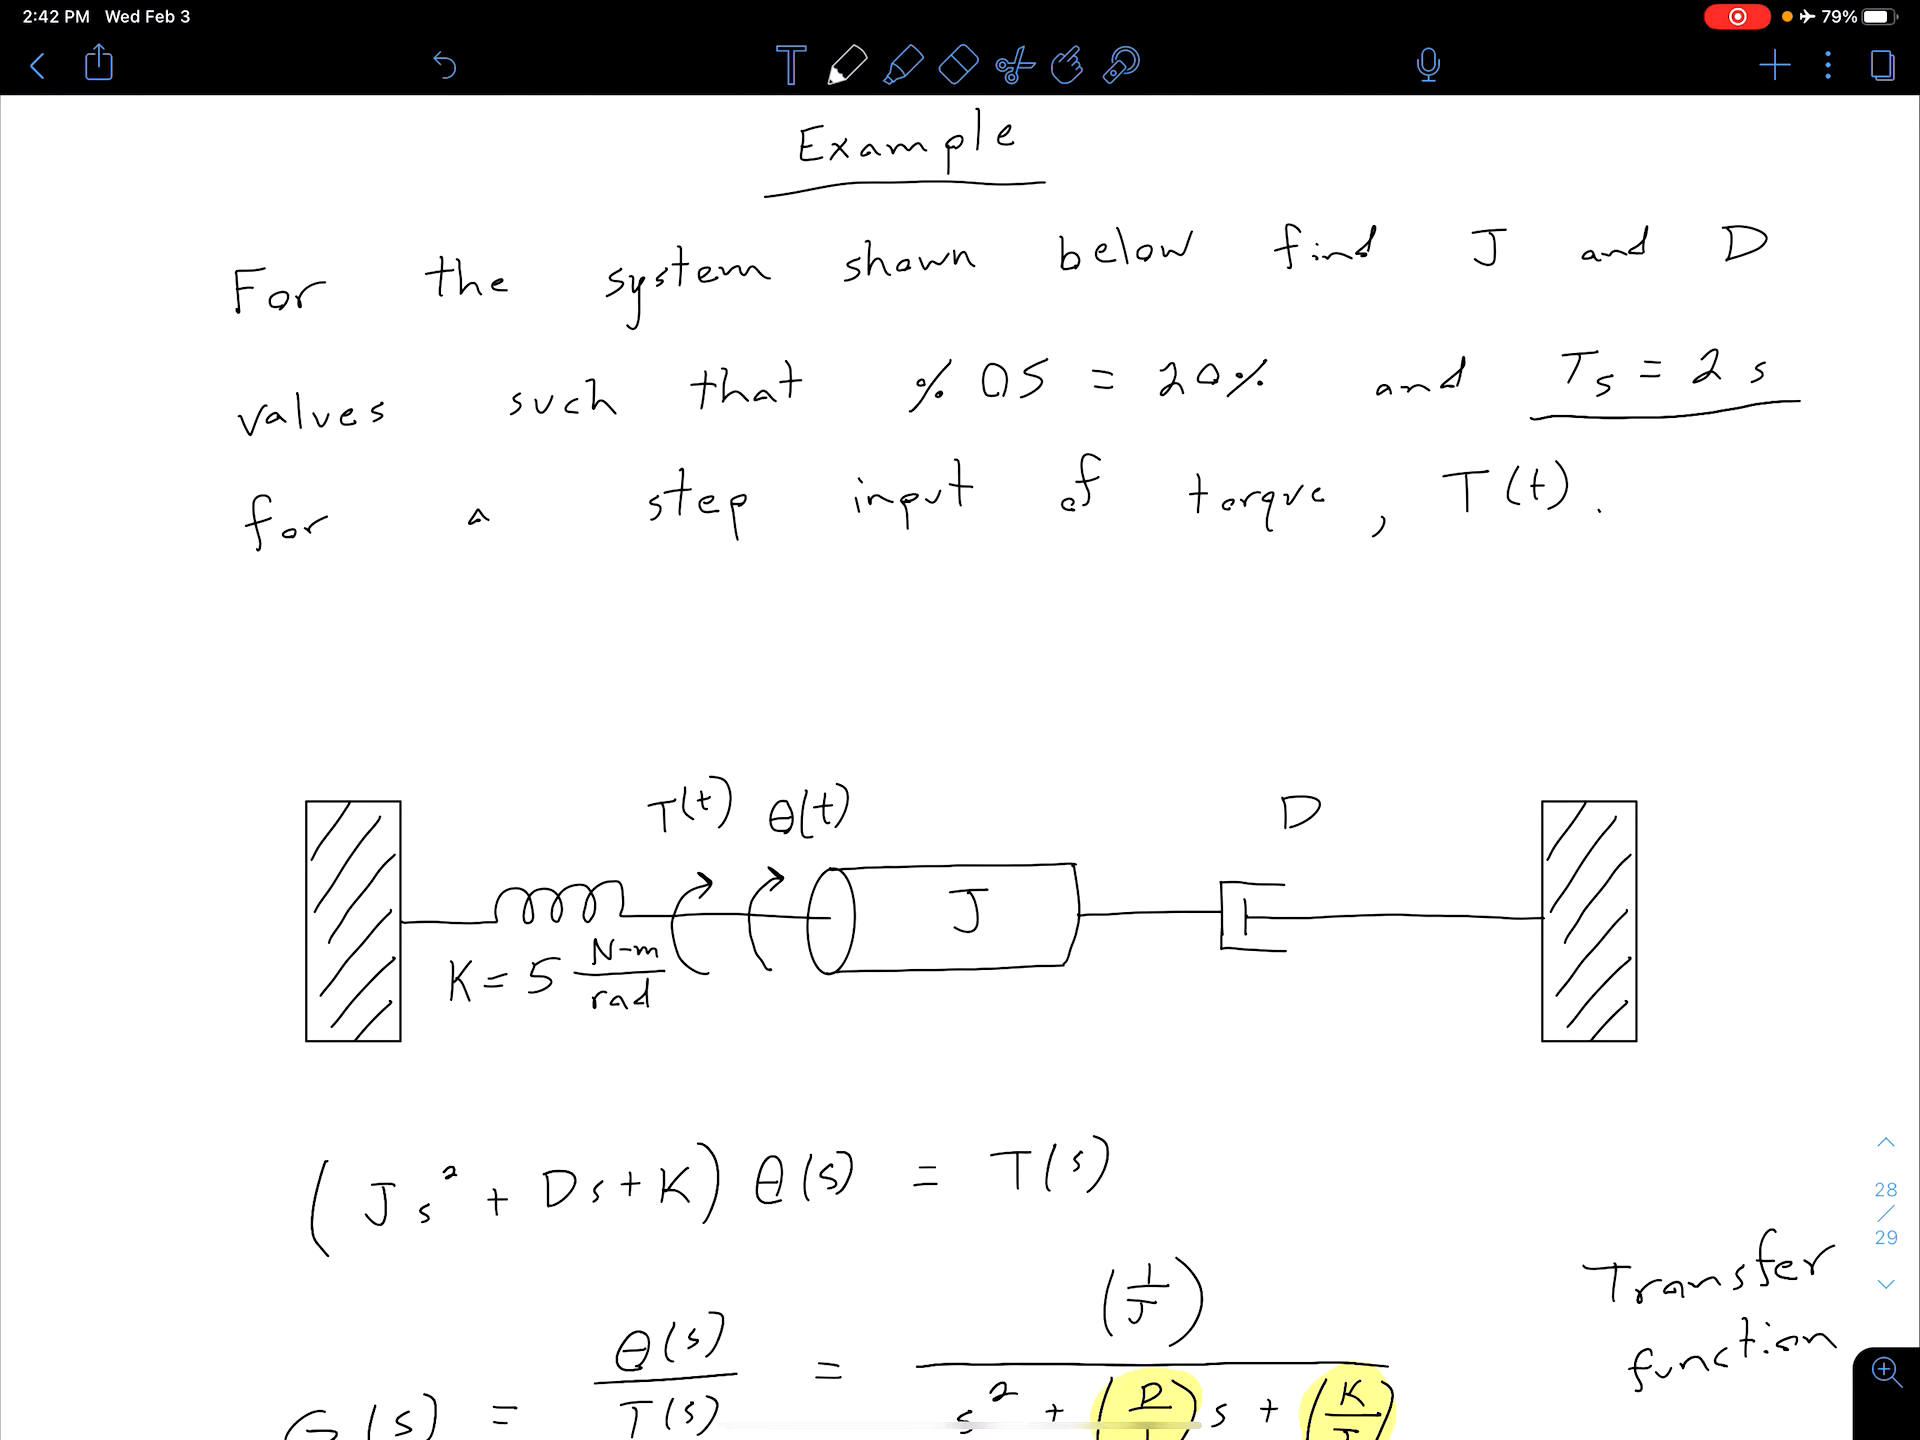 2:42 PM Wed Feb 3
79%
T
Example
For the system shown below find J and D
values such that % OS = 20% and Ts = 2 s
for a step input of torque, T(t).
T(t) θ(t) D
J
K = 5 N-m/rad
(Js² + Ds + K) θ(s) = T(s)
28
/
29
Transfer
function
G(s) = θ(s)/T(s) = (1/J) / s² + (D/J)s + (K/J)